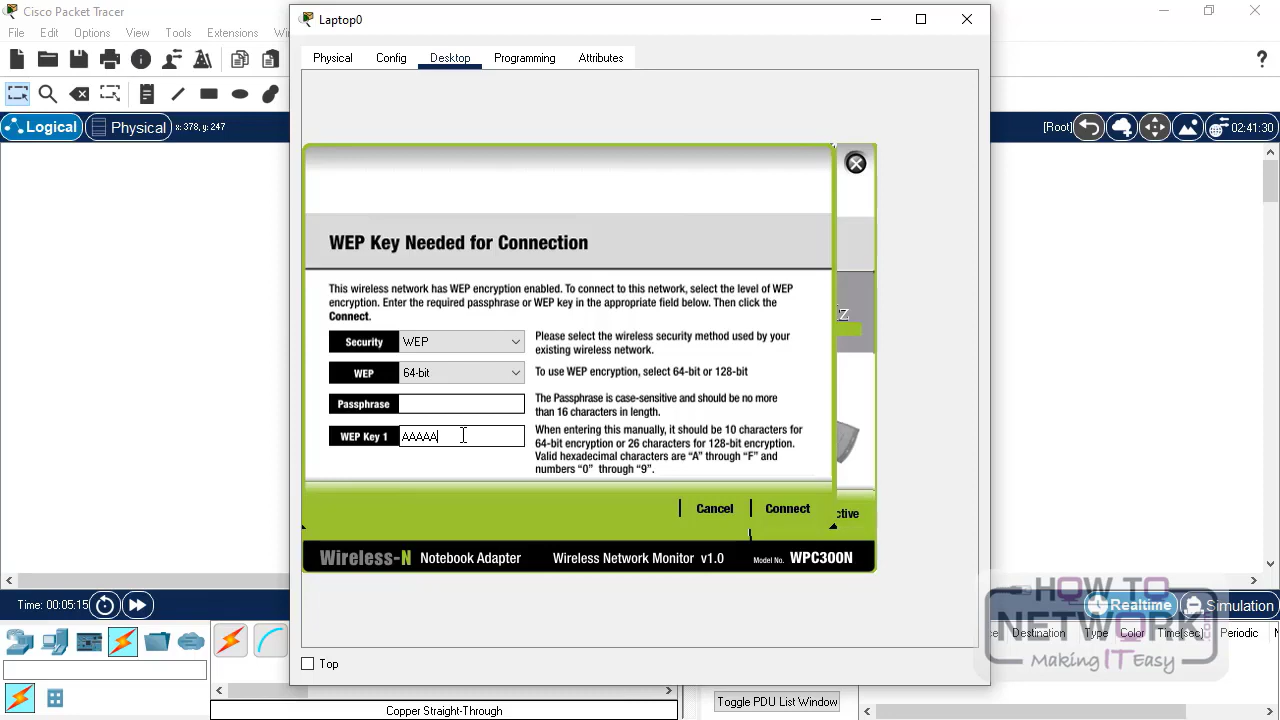 Cisco Packet Tracer
File Edit Options View Tools Extensions
Laptop0
Physical Config Desktop Programming Attributes
Logical Physical x: 378, y: 247
[Root] 02:41:30
WEP Key Needed for Connection
This wireless network has WEP encryption enabled. To connect to this network, select the level of WEP
encryption. Enter the required passphrase or WEP key in the appropriate field below. Then click the
Connect.
Security WEP Please select the wireless security method used by your
existing wireless network.
WEP 64-bit To use WEP encryption, select 64-bit or 128-bit
Passphrase The Passphrase is case-sensitive and should be no more
than 16 characters in length.
WEP Key 1 AAAAA When entering this manually, it should be 10 characters for
64-bit encryption or 26 characters for 128-bit encryption.
Valid hexadecimal characters are "A" through "F" and
numbers "0" through "9".
Cancel Connect
Wireless-N Notebook Adapter Wireless Network Monitor v1.0 Model No. WPC300N
Time: 00:05:15
Realtime Simulation
HOW TO
NETWORK.com
Making IT Easy
Destination Type Color Time(sec) Periodic
Top
Toggle PDU List Window
Copper Straight-Through